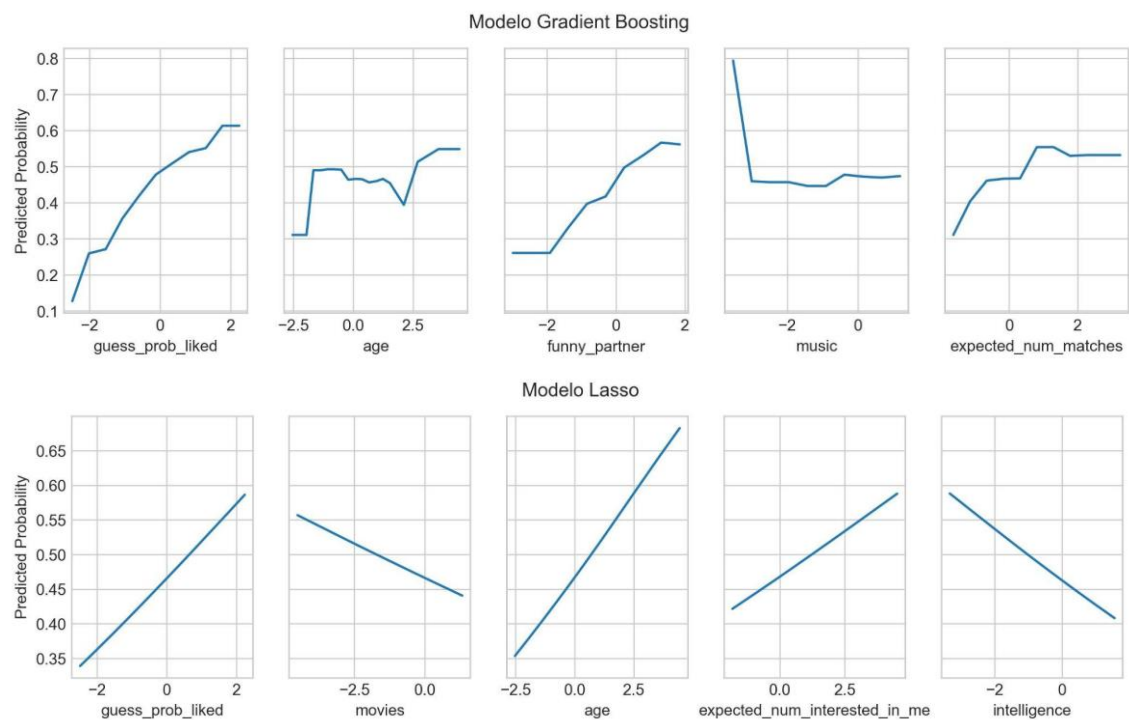 Modelo Gradient Boosting
0.8
0.7
0.6
0.5
0.4
0.3
0.2
0.1
Predicted Probability
−2 0 2
guess_prob_liked
−2.5 0.0 2.5
age
−2 0 2
funny_partner
−2 0
music
0 2
expected_num_matches
Modelo Lasso
0.65
0.60
0.55
0.50
0.45
0.40
0.35
Predicted Probability
−2 0 2
guess_prob_liked
−2.5 0.0
movies
−2.5 0.0 2.5
age
0.0 2.5
expected_num_interested_in_me
−2 0
intelligence